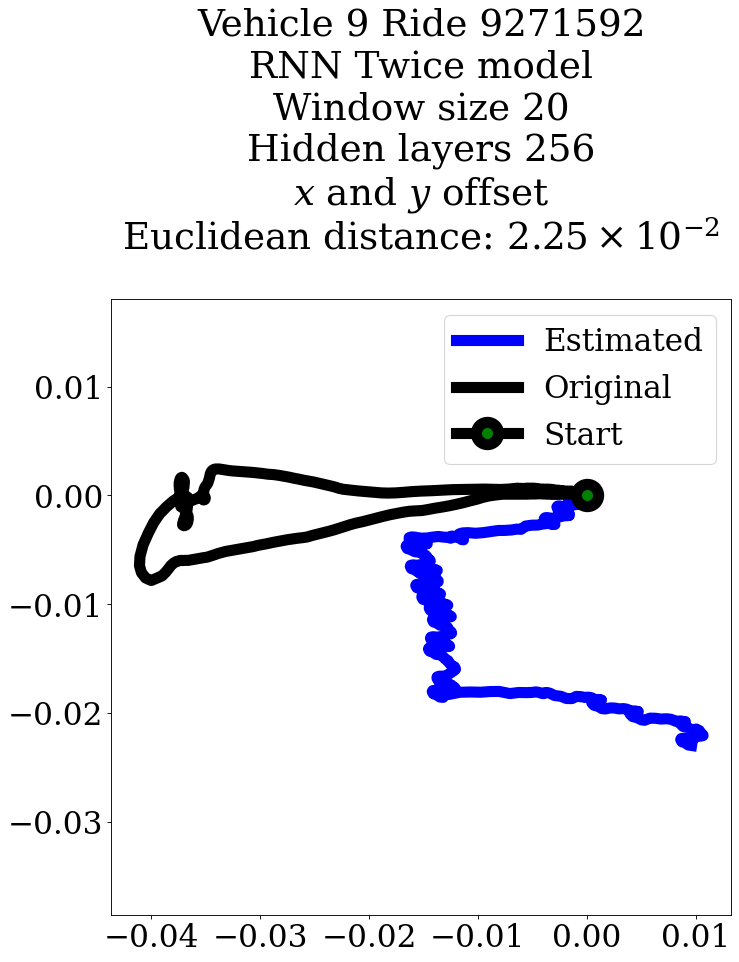 Vehicle 9 Ride 9271592
RNN Twice model
Window size 20
Hidden layers 256
x and y offset
Euclidean distance: 2.25 × 10⁻²
Estimated
Original
Start
0.01
0.00
−0.01
−0.02
−0.03
−0.04 −0.03 −0.02 −0.01 0.00 0.01